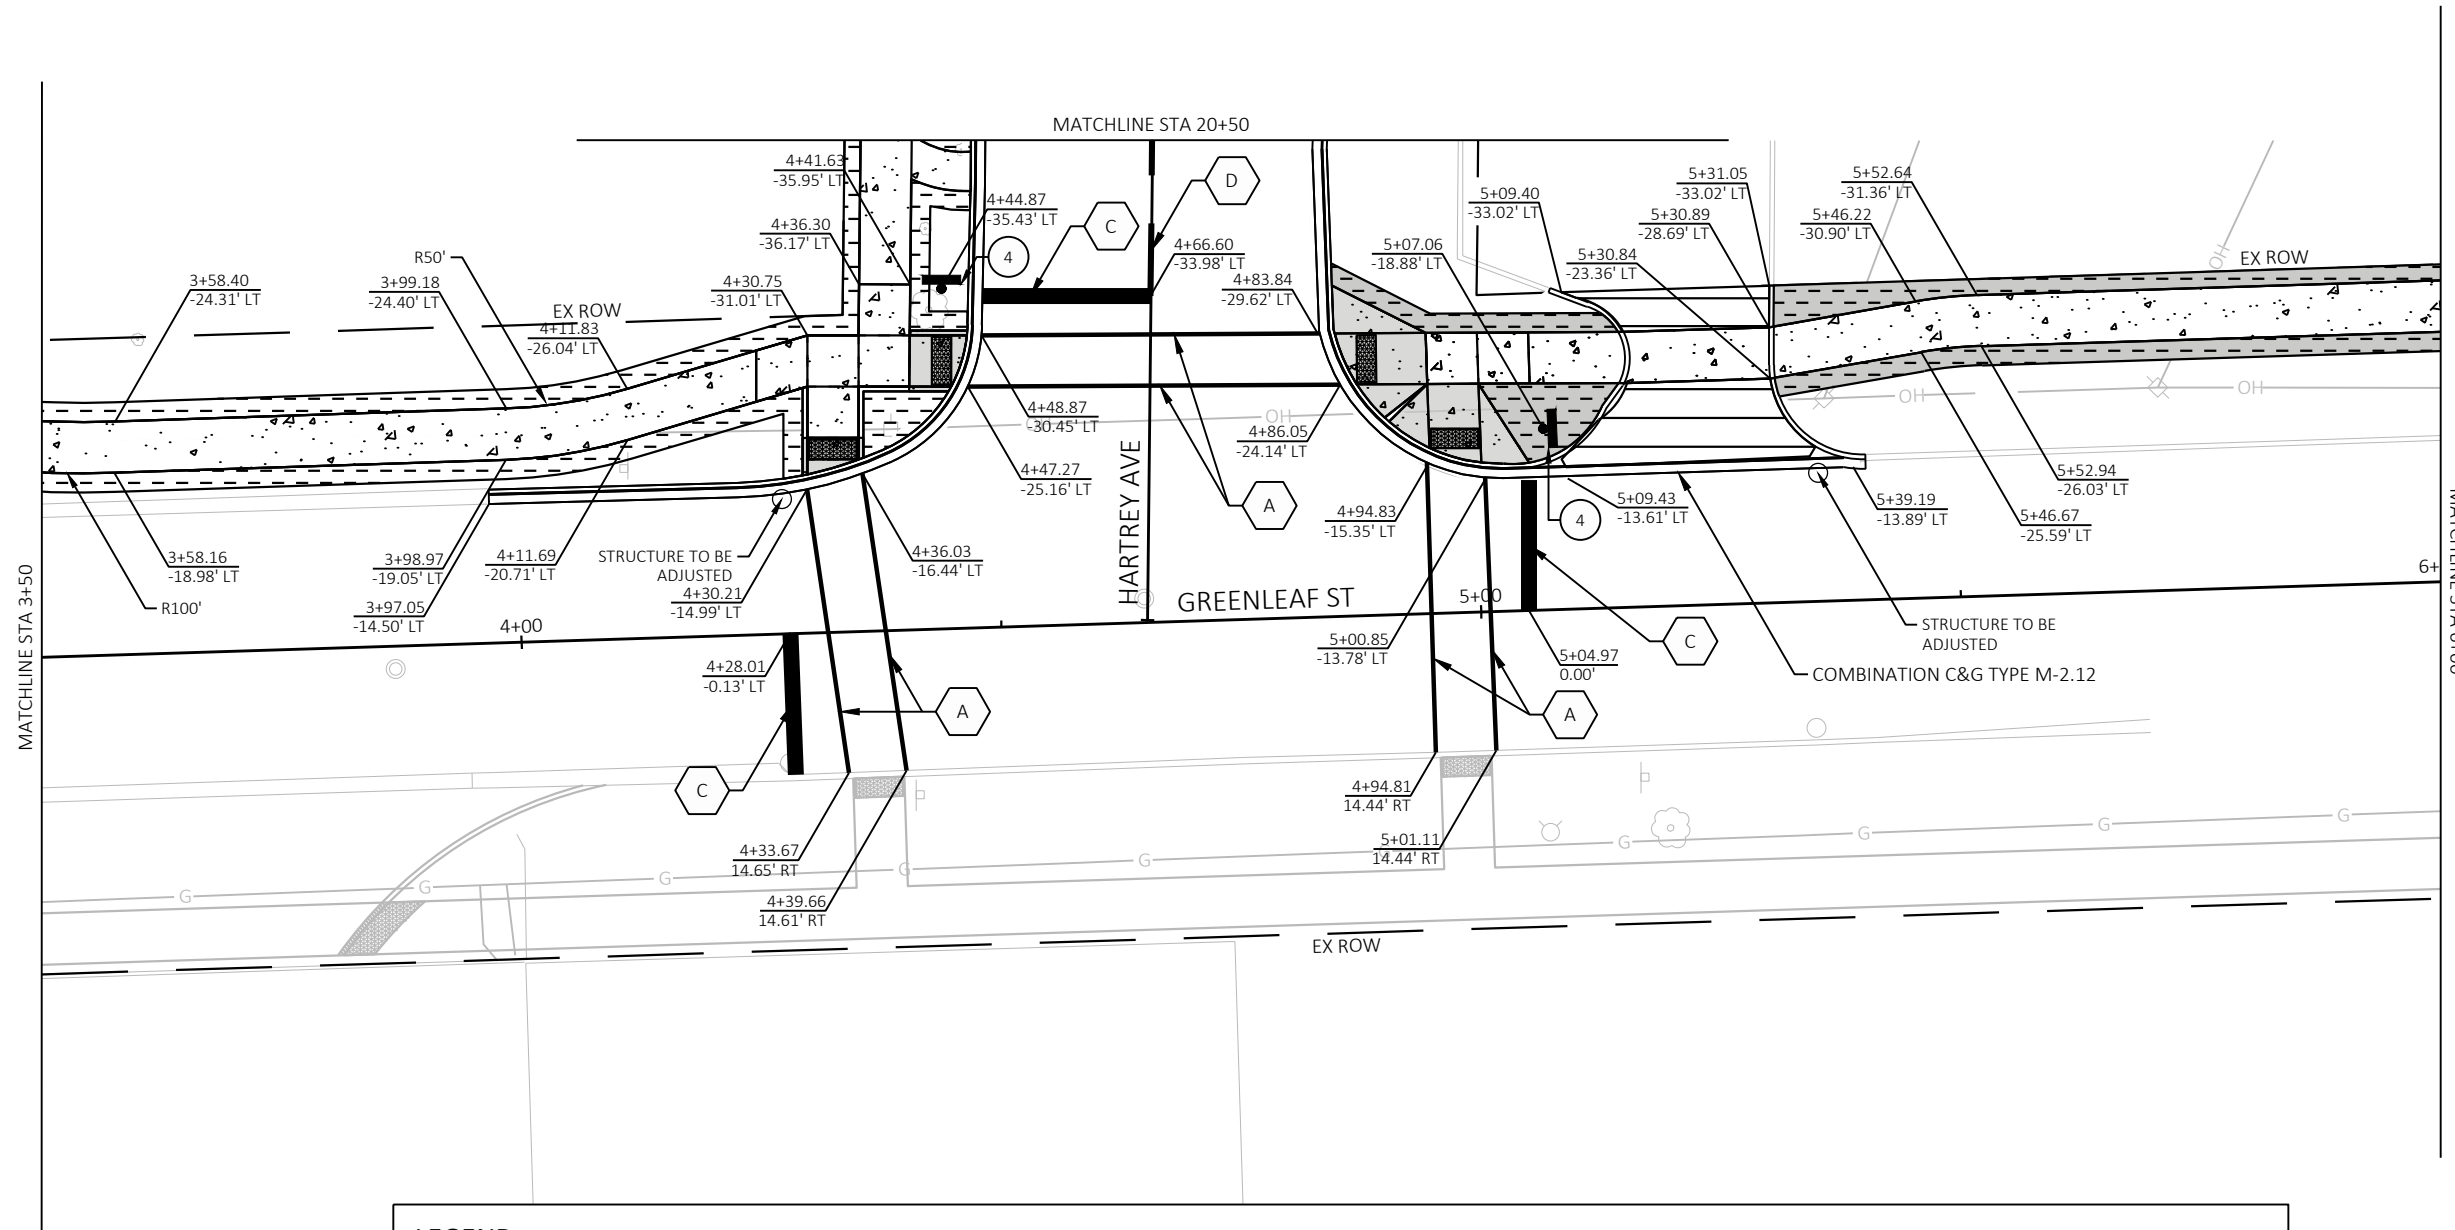 MATCHLINE STA 20+50
4+41.63
-35.95' LT
D
5+31.05
-33.02' LT
5+52.64
-31.36' LT
5+09.40
-33.02' LT
4+44.87
-35.43' LT
C
4+36.30
-36.17' LT
5+30.89
-28.69' LT
5+46.22
-30.90' LT
R50'
4
4+66.60
-33.98' LT
5+07.06
-18.88' LT
5+30.84
-23.36' LT
OH
EX ROW
3+58.40
-24.31' LT
3+99.18
-24.40' LT
4+30.75
-31.01' LT
4+83.84
-29.62' LT
EX ROW
4+11.83
-26.04' LT
OH
OH
OH
4+48.87
-30.45' LT
4+86.05
-24.14' LT
4+47.27
-25.16' LT
HARTREY AVE
A
4+94.83
-15.35' LT
4
5+09.43
-13.61' LT
5+39.19
-13.89' LT
5+52.94
-26.03' LT
5+46.67
-25.59' LT
3+58.16
-18.98' LT
3+98.97
-19.05' LT
4+11.69
-20.71' LT
STRUCTURE TO BE
ADJUSTED
4+36.03
-16.44' LT
R100'
3+97.05
-14.50' LT
4+30.21
-14.99' LT
GREENLEAF ST
5+00
4+00
6+
MATCHLINE STA 3+50
5+00.85
-13.78' LT
C
5+04.97
0.00'
STRUCTURE TO BE
ADJUSTED
COMBINATION C&G TYPE M-2.12
4+28.01
-0.13' LT
A
A
C
4+94.81
14.44' RT
4+33.67
14.65' RT
5+01.11
14.44' RT
4+39.66
14.61' RT
G
G
G
G
G
G
G
G
G
EX ROW